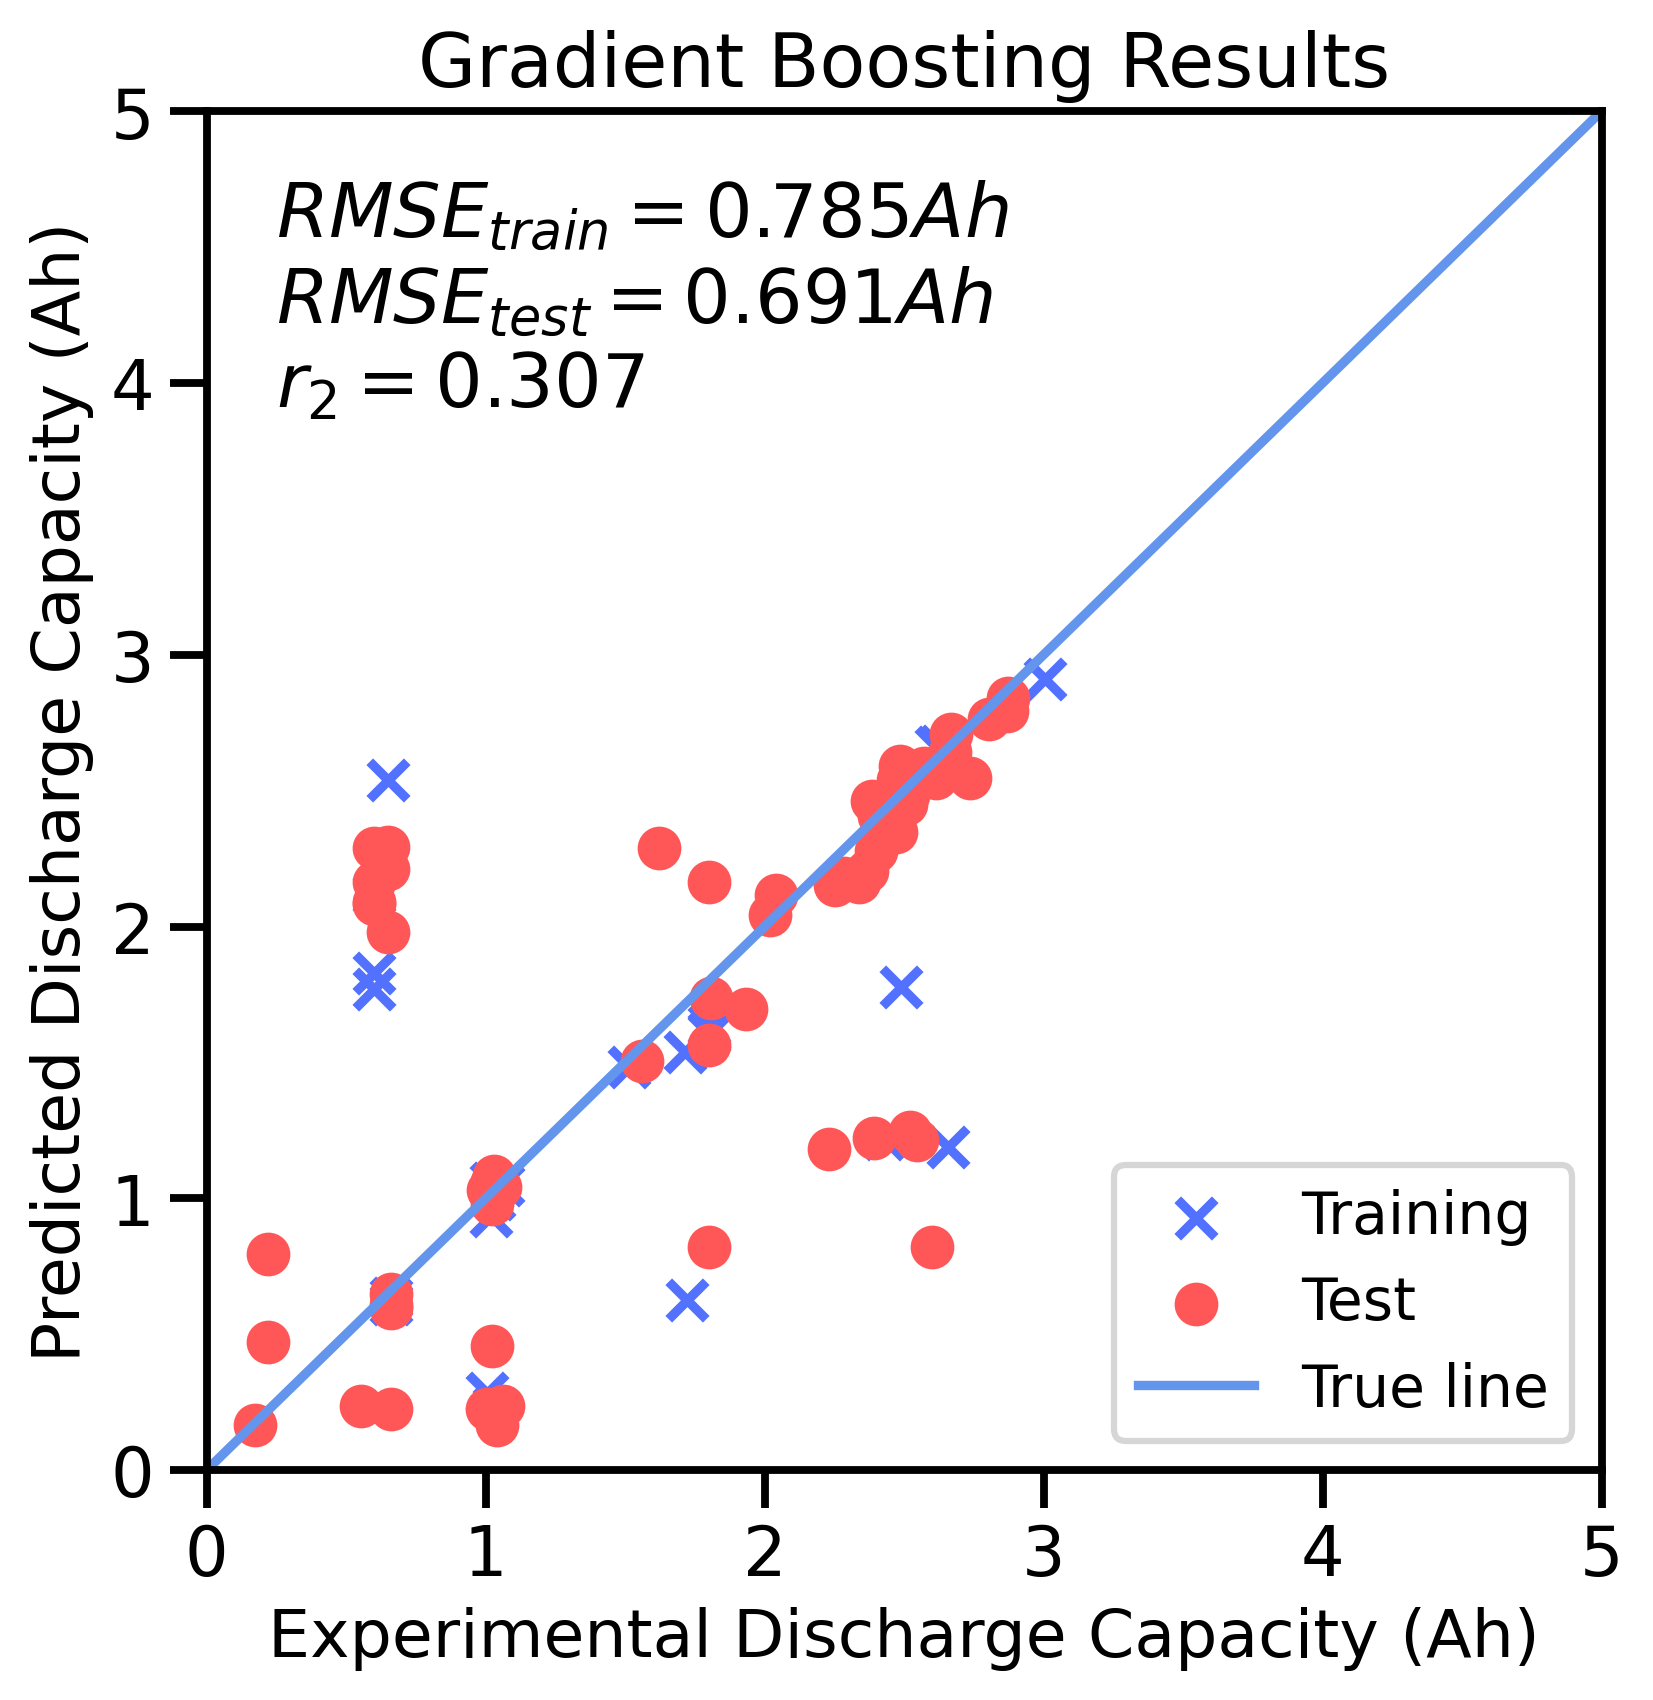 Gradient Boosting Results
RMSE_train = 0.785Ah
RMSE_test = 0.691Ah
r_2 = 0.307
Predicted Discharge Capacity (Ah)
5
4
3
2
1
0
Training
Test
True line
0 1 2 3 4 5
Experimental Discharge Capacity (Ah)